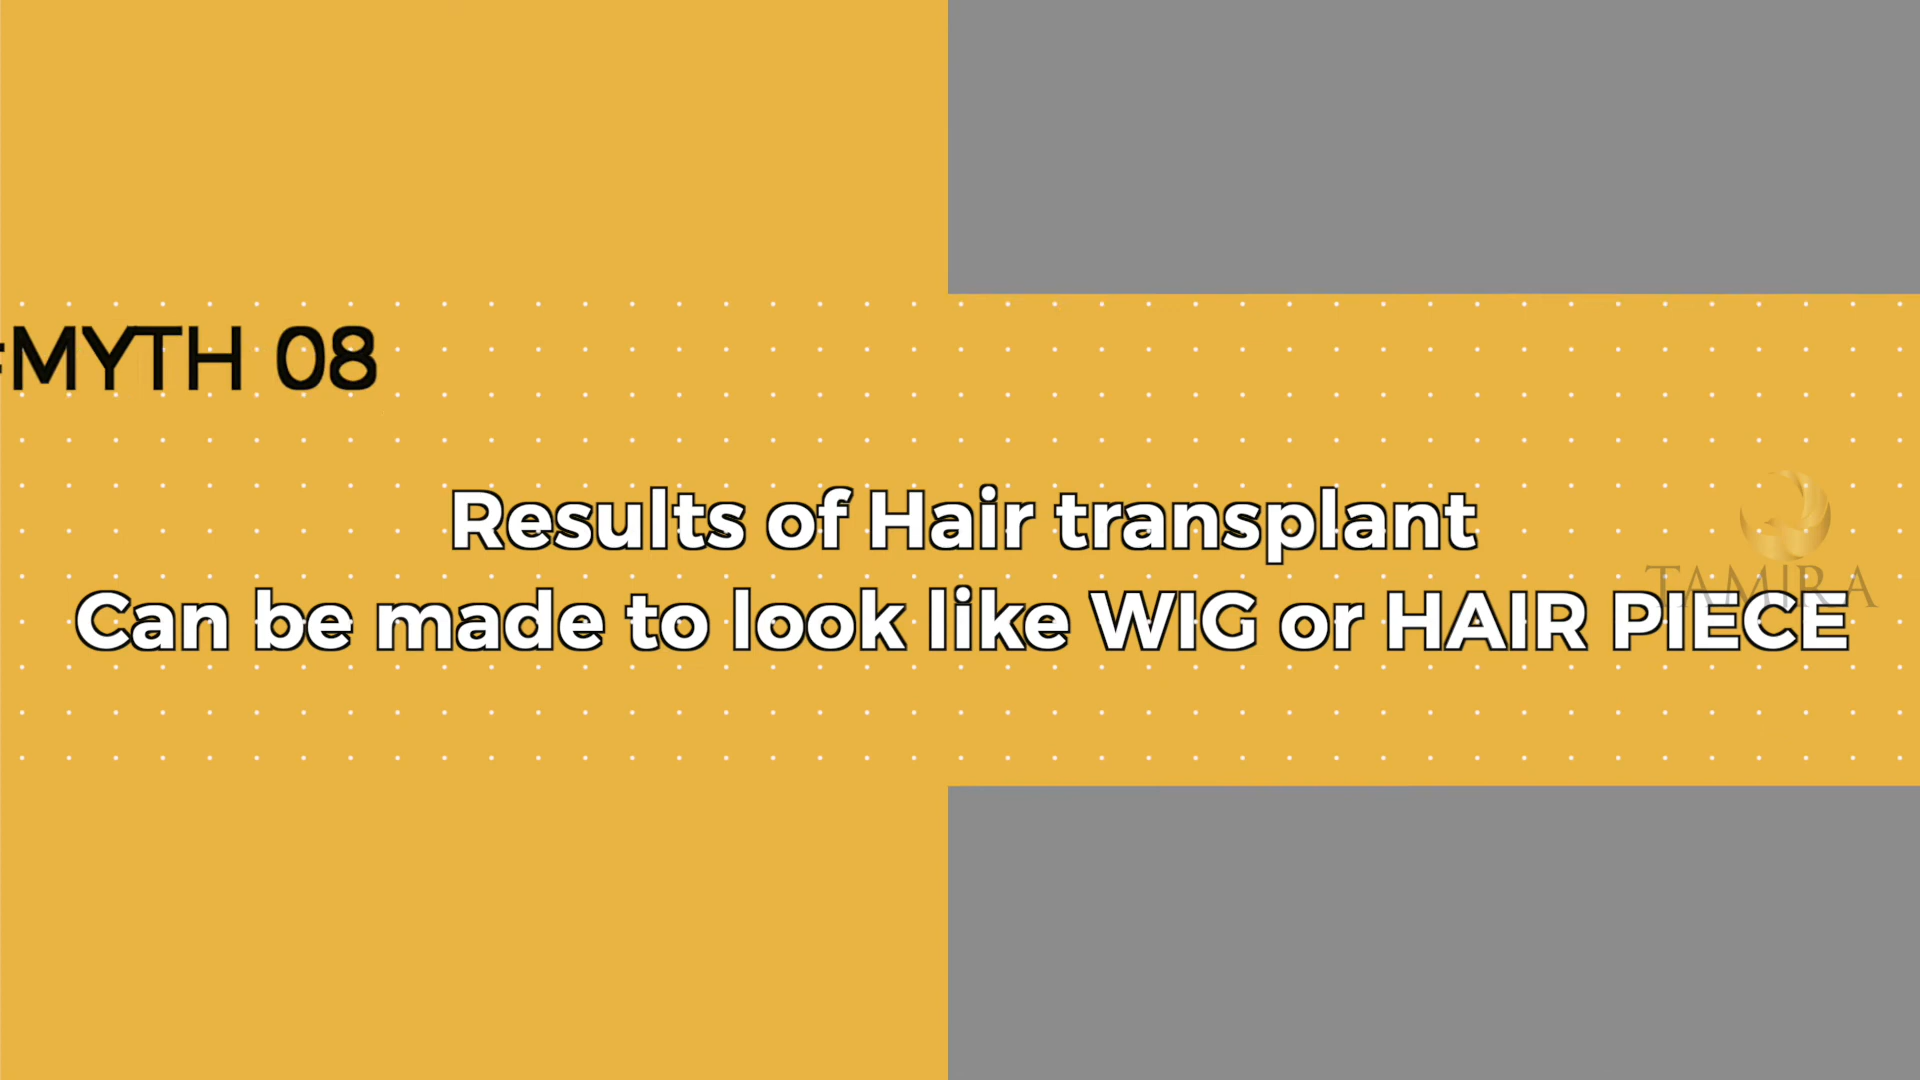 #MYTH 08
Results of Hair transplant
Can be made to look like WIG or HAIR PIECE
TAMIRA